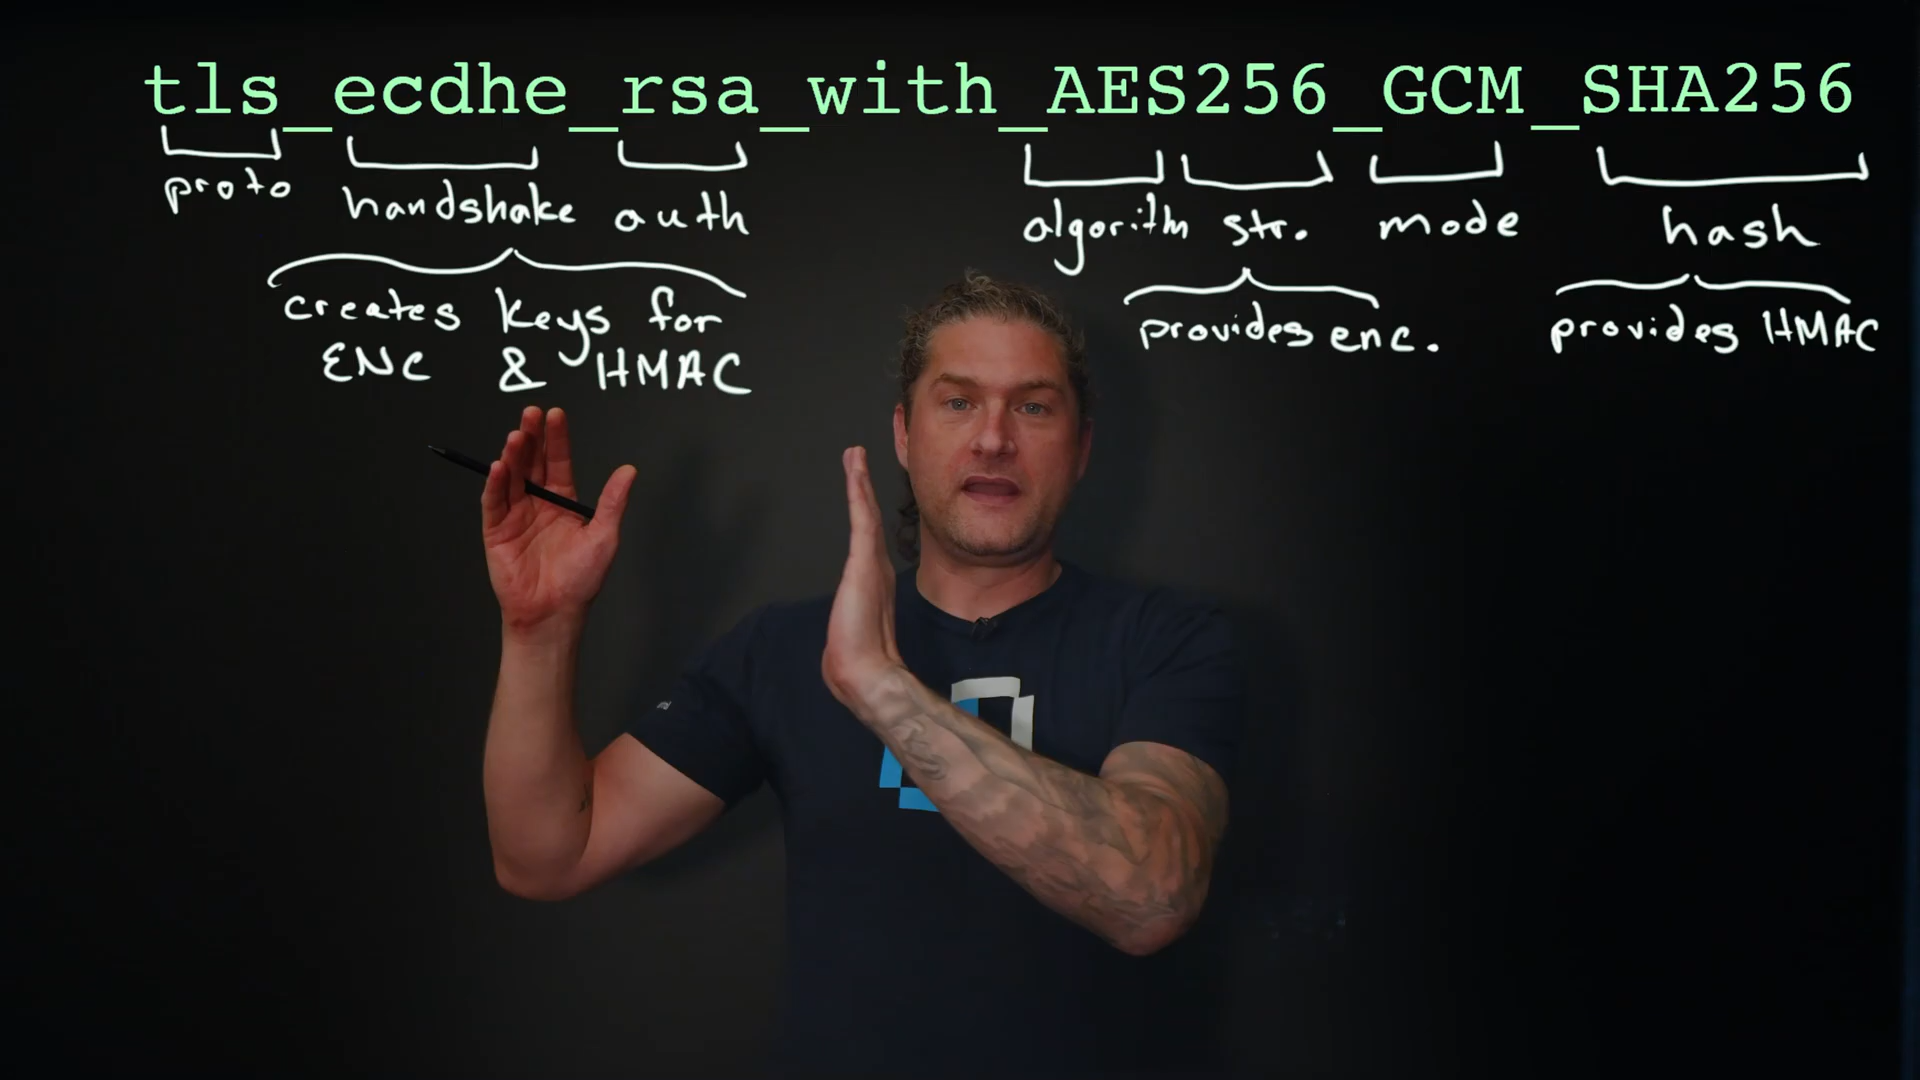 tls_ecdhe_rsa_with_AES256_GCM_SHA256
proto handshake auth algorithm str. mode hash
creates keys for
ENC & HMAC
provides enc.
provides HMAC